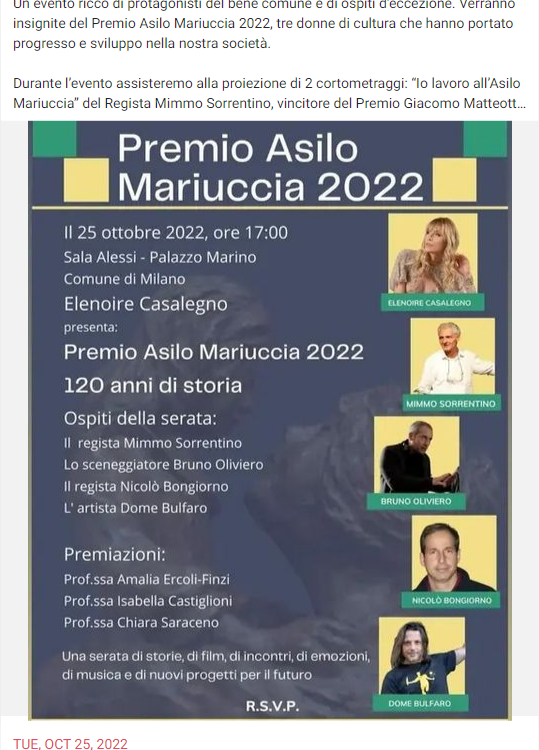 Un evento ricco di protagonisti del bene comune e di ospiti d'eccezione. Verranno
insignite del Premio Asilo Mariuccia 2022, tre donne di cultura che hanno portato
progresso e sviluppo nella nostra società.
Durante l'evento assisteremo alla proiezione di 2 cortometraggi: “Io lavoro all'Asilo
Mariuccia” del Regista Mimmo Sorrentino, vincitore del Premio Giacomo Matteott...
Premio Asilo
Mariuccia 2022
Il 25 ottobre 2022, ore 17:00
Sala Alessi - Palazzo Marino
Comune di Milano
Elenoire Casalegno
presenta:
Premio Asilo Mariuccia 2022
120 anni di storia
Ospiti della serata:
Il regista Mimmo Sorrentino
Lo sceneggiatore Bruno Oliviero
Il regista Nicolò Bongiorno
L' artista Dome Bulfaro
Premiazioni:
Prof.ssa Amalia Ercoli-Finzi
Prof.ssa Isabella Castiglioni
Prof.ssa Chiara Saraceno
Una serata di storie, di film, di incontri, di emozioni,
di musica e di nuovi progetti per il futuro
R.S.V.P.
ELENOIRE CASALEGNO
MIMMO SORRENTINO
BRUNO OLIVIERO
NICOLÒ BONGIORNO
DOME BULFARO
TUE, OCT 25, 2022